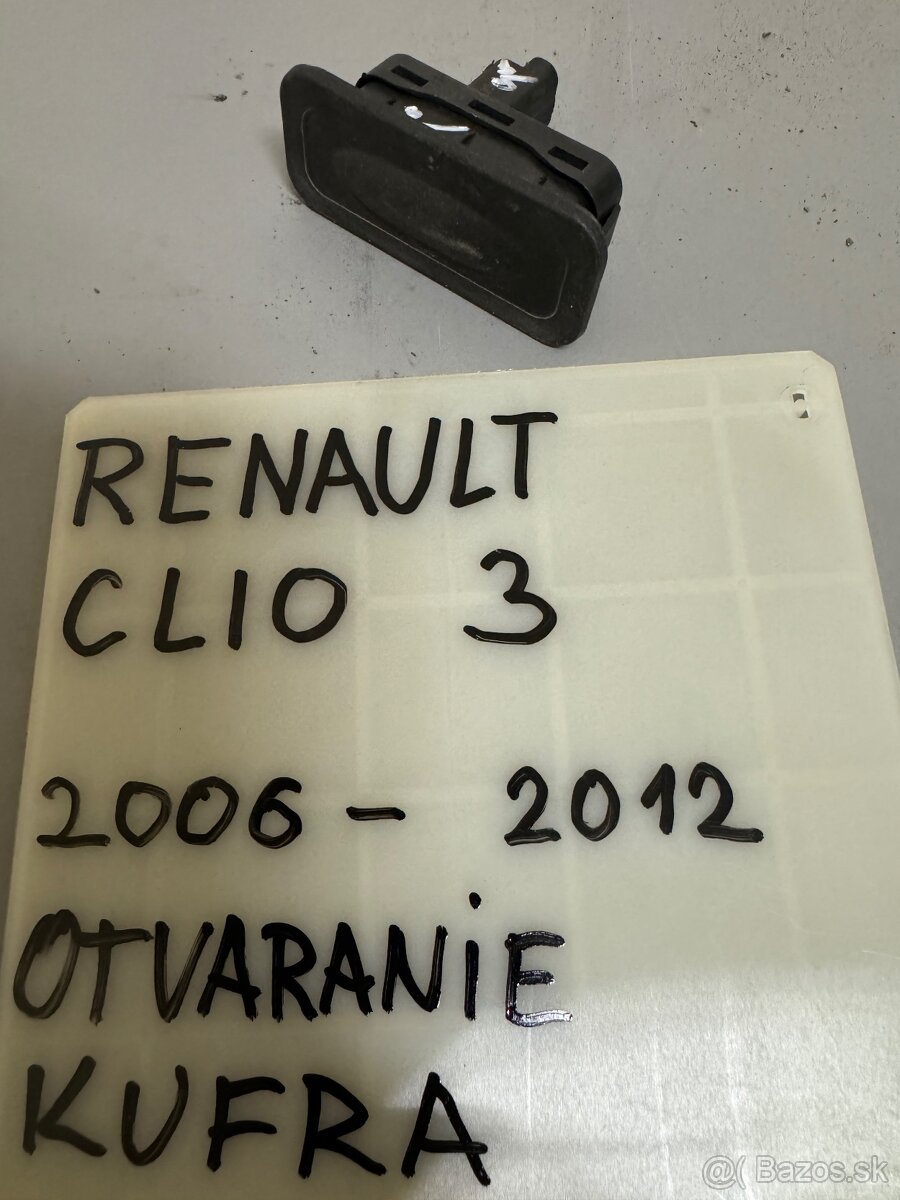 RENAULT
CLIO 3
2006 - 2012
OTVARANiE
KUFRA
@( Bazos.sk